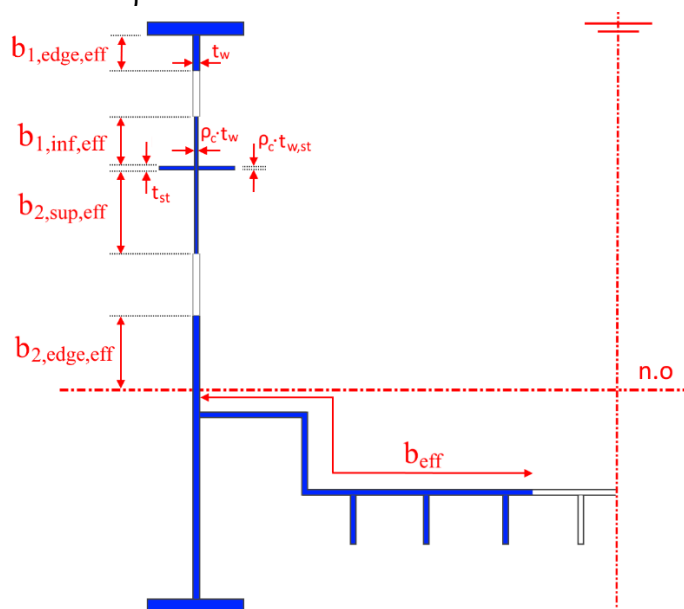 b1,edge,eff
tw
b1,inf,eff
ρc·tw
ρc·tw,st
tst
b2,sup,eff
b2,edge,eff
n.o
beff